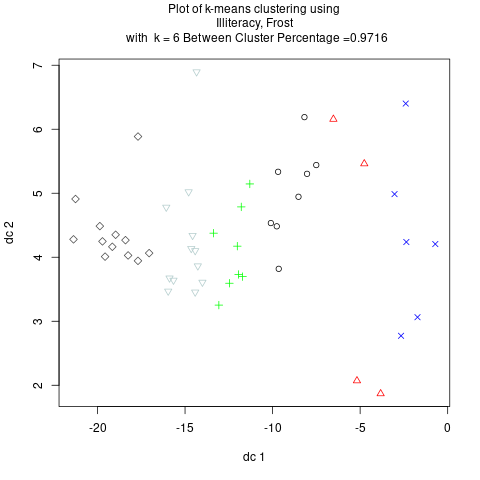 Plot of k-means clustering using
Illiteracy, Frost
with  k = 6 Between Cluster Percentage =0.9716
7
6
5
4
3
2
dc 2
-20 -15 -10 -5 0
dc 1